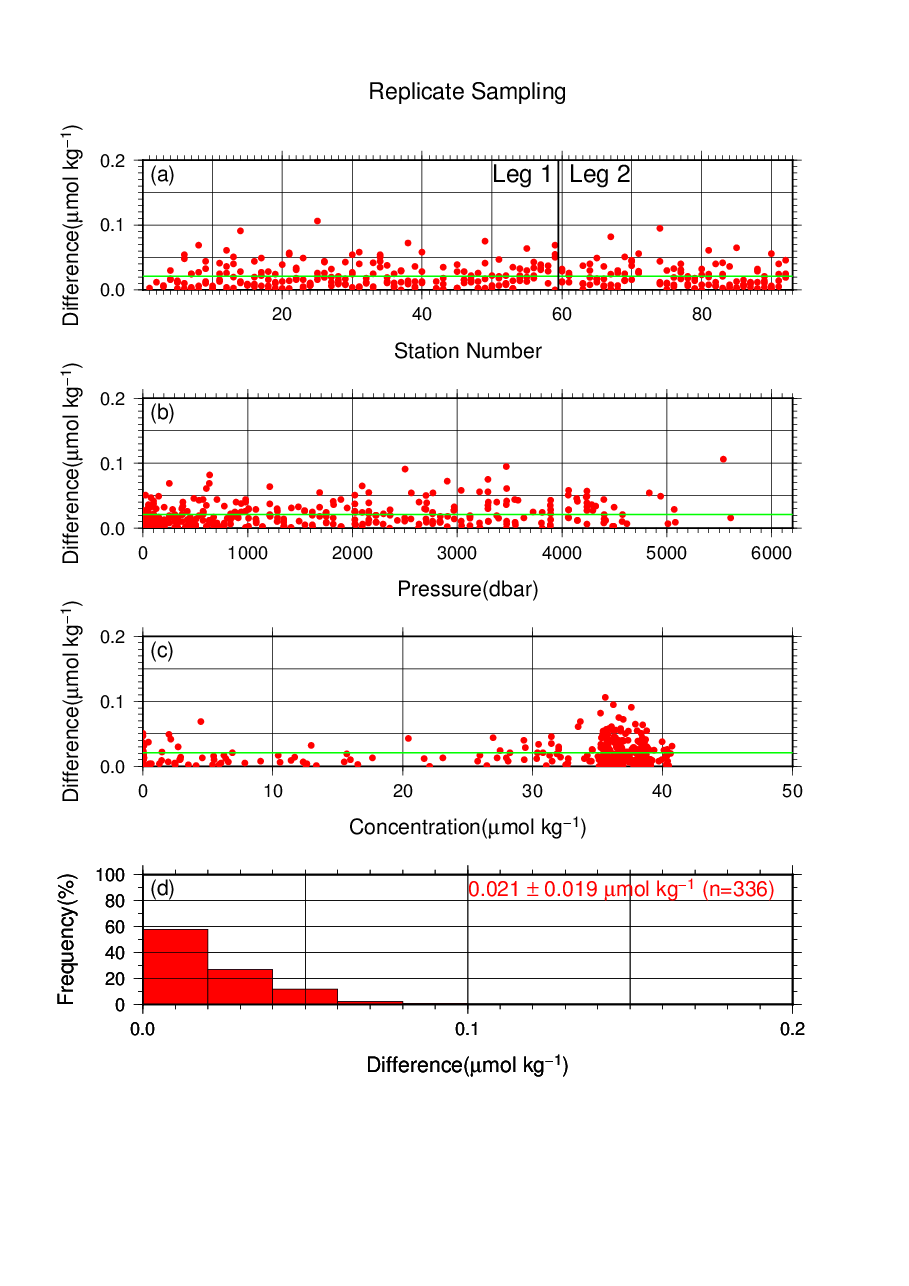 Replicate Sampling
Difference(μmol kg⁻¹)
0.2
0.1
0.0
(a)
Leg 1
Leg 2
20 40 60 80
Station Number
Difference(μmol kg⁻¹)
0.2
0.1
0.0
(b)
0 1000 2000 3000 4000 5000 6000
Pressure(dbar)
Difference(μmol kg⁻¹)
0.2
0.1
0.0
(c)
0 10 20 30 40 50
Concentration(μmol kg⁻¹)
Frequency(%)
100
80
60
40
20
0
(d)
0.021 ± 0.019 μmol kg⁻¹ (n=336)
0.0 0.1 0.2
Difference(μmol kg⁻¹)